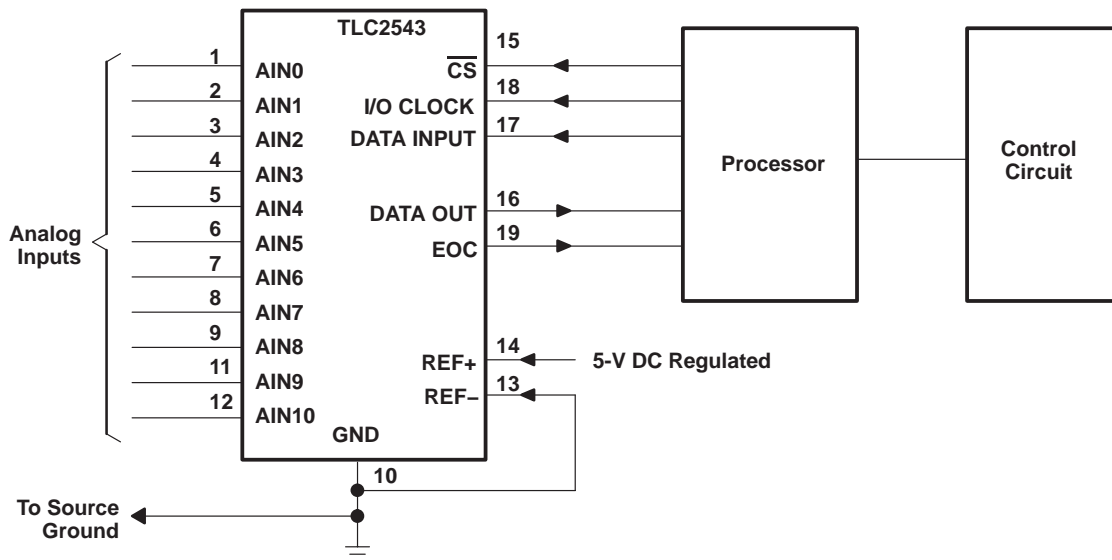 TLC2543
Analog
Inputs
1 AIN0
2 AIN1
3 AIN2
4 AIN3
5 AIN4
6 AIN5
7 AIN6
8 AIN7
9 AIN8
11 AIN9
12 AIN10
CS 15
I/O CLOCK 18
DATA INPUT 17
DATA OUT 16
EOC 19
REF+ 14 5-V DC Regulated
REF– 13
GND
10
To Source
Ground
Processor
Control
Circuit